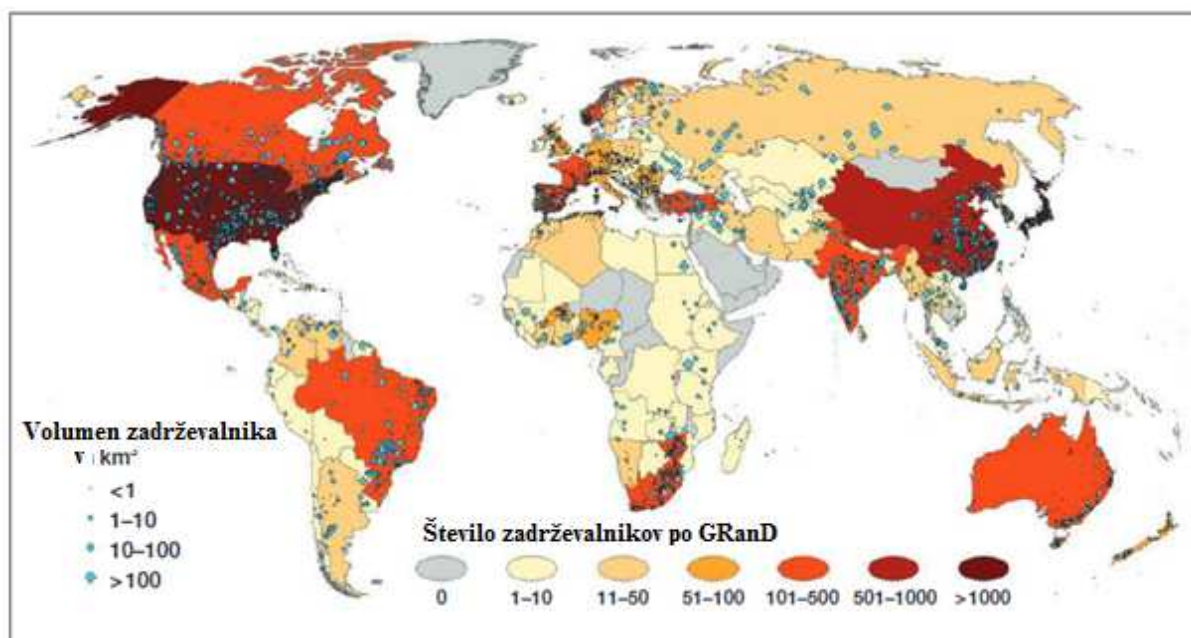 Volumen zadrževalnika
v km³
<1
1–10
10–100
>100
Število zadrževalnikov po GRanD
0 1–10 11–50 51–100 101–500 501–1000 >1000